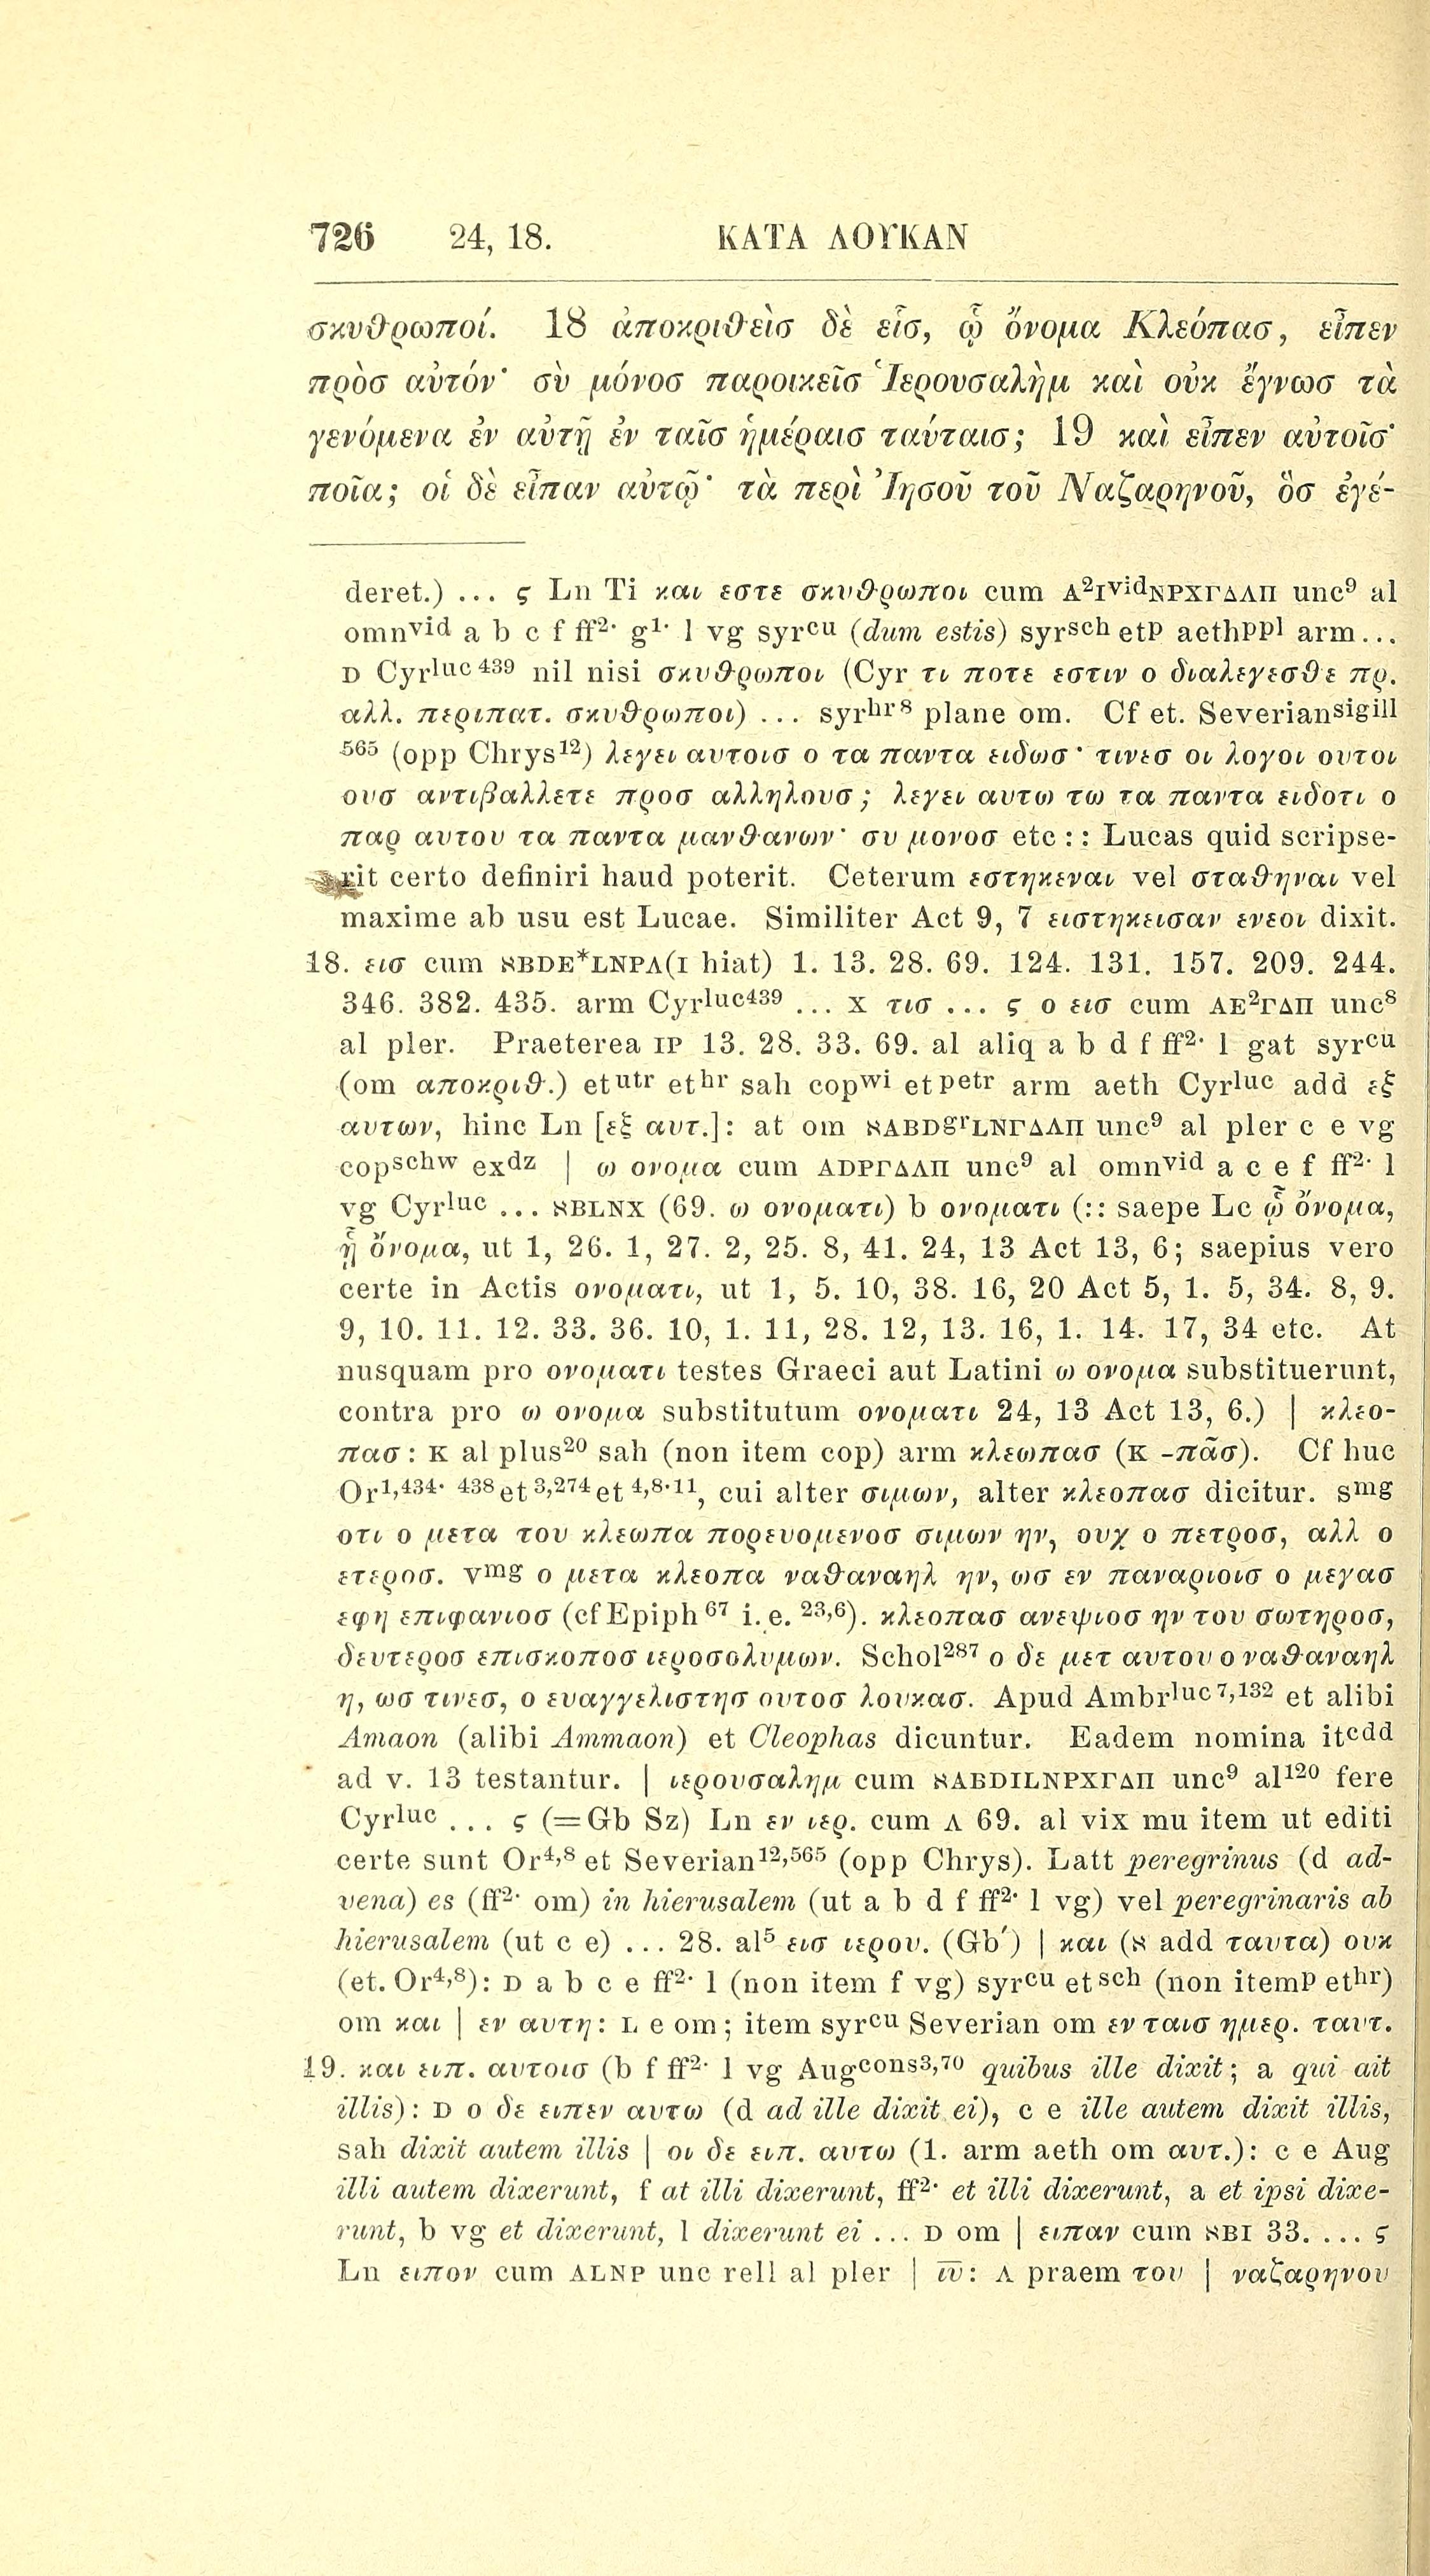 726 24, 18. ΚΑΤΑ ΛΟΥΚΑΝ
σκυθρωποί. 18 ἀποκριθεὶσ δὲ εἷσ, ᾧ ὄνομα Κλεόπασ, εἶπεν
πρὸσ αὐτόν· σὺ μόνοσ παροικεῖσ Ἱερουσαλὴμ καὶ οὐκ ἔγνωσ τὰ
γενόμενα ἐν αὐτῇ ἐν ταῖσ ἡμέραισ ταύταισ; 19 καὶ εἶπεν αὐτοῖσ·
ποῖα; οἱ δὲ εἶπαν αὐτῷ· τὰ περὶ Ἰησοῦ τοῦ Ναζαρηνοῦ, ὃσ ἐγέ-
deret.) ... ς Ln Ti και εστε σκυθρωποι cum A²IvidNPXΓΔΛΠ unc⁹ al
omnvid a b c f ff²· g¹· l vg syrcu (dum estis) syrsch etp aethppl arm...
D Cyrluc 439 nil nisi σκυθρωποι (Cyr τι ποτε εστιν ο διαλεγεσθε πρ.
αλλ. περιπατ. σκυθρωποι) ... syrhr8 plane om. Cf et. Severiansigill
565 (opp Chrys¹²) λεγει αυτοισ ο τα παντα ειδωσ· τινεσ οι λογοι ουτοι
ουσ αντιβαλλετε προσ αλληλουσ; λεγει αυτω τω τα παντα ειδοτι ο
παρ αυτου τα παντα μανθανων· συ μονοσ etc :: Lucas quid scripse-
rit certo definiri haud poterit. Ceterum εστηκεναι vel σταθηναι vel
maxime ab usu est Lucae. Similiter Act 9, 7 ειστηκεισαν ενεοι dixit.
18. εισ cum ℵBDE*LNPΛ(I hiat) 1. 13. 28. 69. 124. 131. 157. 209. 244.
346. 382. 435. arm Cyrluc439 ... X τισ ... ς ο εισ cum AE²ΓΔΠ unc⁸
al pler. Praeterea IP 13. 28. 33. 69. al aliq a b d f ff²· l gat syrcu
(om αποκριθ.) etutr ethr sah copwi etpetr arm aeth Cyrluc add εξ
αυτων, hinc Ln [εξ αυτ.]: at om ℵABDgrLNΓΔΛΠ unc⁹ al pler c e vg
copschw exdz | ω ονομα cum ADPΓΔΛΠ unc⁹ al omnvid a c e f ff²· l
vg Cyrluc ... ℵBLNX (69. ω ονοματι) b ονοματι (:: saepe Lc ᾧ ὄνομα,
ᾗ ὄνομα, ut 1, 26. 1, 27. 2, 25. 8, 41. 24, 13 Act 13, 6; saepius vero
certe in Actis ονοματι, ut 1, 5. 10, 38. 16, 20 Act 5, 1. 5, 34. 8, 9.
9, 10. 11. 12. 33. 36. 10, 1. 11, 28. 12, 13. 16, 1. 14. 17, 34 etc. At
nusquam pro ονοματι testes Graeci aut Latini ω ονομα substituerunt,
contra pro ω ονομα substitutum ονοματι 24, 13 Act 13, 6.) | κλεο-
πασ: K al plus²⁰ sah (non item cop) arm κλεωπασ (K -πᾶσ). Cf huc
Or1,434· 438 et 3,274 et 4,8·11, cui alter σιμων, alter κλεοπασ dicitur. smg
οτι ο μετα του κλεωπα πορευομενοσ σιμων ην, ουχ ο πετροσ, αλλ ο
ετεροσ. vmg ο μετα κλεοπα ναθαναηλ ην, ωσ εν παναριοισ ο μεγασ
εφη επιφανιοσ (cf Epiph 67 i. e. 23,6). κλεοπασ ανεψιοσ ην του σωτηροσ,
δευτεροσ επισκοποσ ιεροσολυμων. Schol²⁸⁷ ο δε μετ αυτου ο ναθαναηλ
η, ωσ τινεσ, ο ευαγγελιστησ ουτοσ λουκασ. Apud Ambrluc 7,132 et alibi
Amaon (alibi Ammaon) et Cleophas dicuntur. Eadem nomina itcdd
ad v. 13 testantur. | ιερουσαλημ cum ℵABDILNPXΓΔΠ unc⁹ al¹²⁰ fere
Cyrluc ... ς (=Gb Sz) Ln εν ιερ. cum Λ 69. al vix mu item ut editi
certe sunt Or4,8 et Severian12,565 (opp Chrys). Latt peregrinus (d ad-
vena) es (ff²· om) in hierusalem (ut a b d f ff²· l vg) vel peregrinaris ab
hierusalem (ut c e) ... 28. al⁵ εισ ιερου. (Gb′) | και (ℵ add ταυτα) ουκ
(et. Or4,8): D a b c e ff²· l (non item f vg) syrcu etsch (non itemp ethr)
om και | εν αυτη: L e om; item syrcu Severian om εν ταισ ημερ. ταυτ.
19. και ειπ. αυτοισ (b f ff²· l vg Augcons3,70 quibus ille dixit; a qui ait
illis): D ο δε ειπεν αυτω (d ad ille dixit ei), c e ille autem dixit illis,
sah dixit autem illis | οι δε ειπ. αυτω (1. arm aeth om αυτ.): c e Aug
illi autem dixerunt, f at illi dixerunt, ff²· et illi dixerunt, a et ipsi dixe-
runt, b vg et dixerunt, l dixerunt ei ... D om | ειπαν cum ℵBI 33. ... ς
Ln ειπον cum ALNP unc rell al pler | ιυ̅: Λ praem του | ναζαρηνου